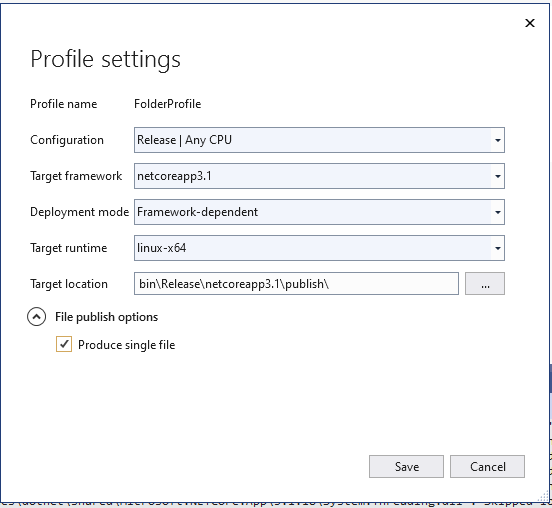 Profile settings
Profile name FolderProfile
Configuration Release | Any CPU
Target framework netcoreapp3.1
Deployment mode Framework-dependent
Target runtime linux-x64
Target location bin\Release\netcoreapp3.1\publish\ ...
File publish options
Produce single file
Save Cancel